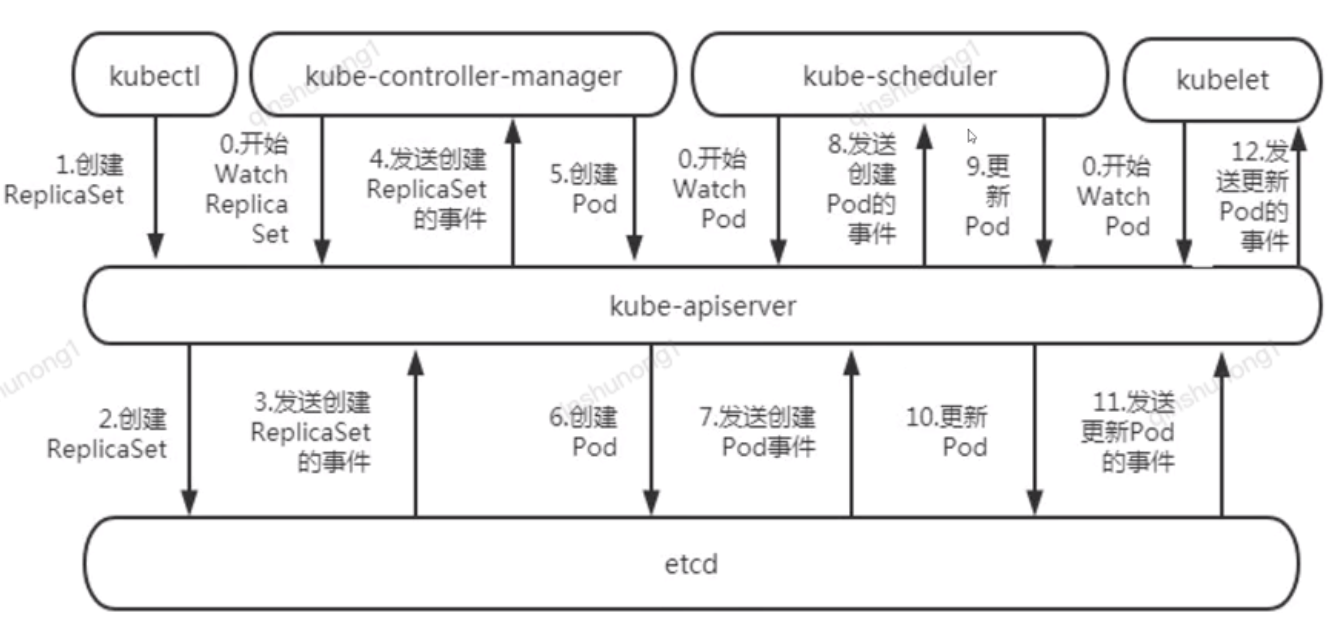 kubectl
kube-controller-manager
kube-scheduler
kubelet
1.创建
ReplicaSet
0.开始
Watch
Replica
Set
4.发送创建
ReplicaSet
的事件
5.创建
Pod
0.开始
Watch
Pod
8.发送
创建
Pod的
事件
9.更
新
Pod
0.开始
Watch
Pod
12.发
送更新
Pod的
事件
kube-apiserver
2.创建
ReplicaSet
3.发送创建
ReplicaSet
的事件
6.创建
Pod
7.发送创建
Pod事件
10.更新
Pod
11.发送
更新Pod
的事件
etcd
qinshunong1
qinshunong1
hunong1
qinshunong1
qinshunong1